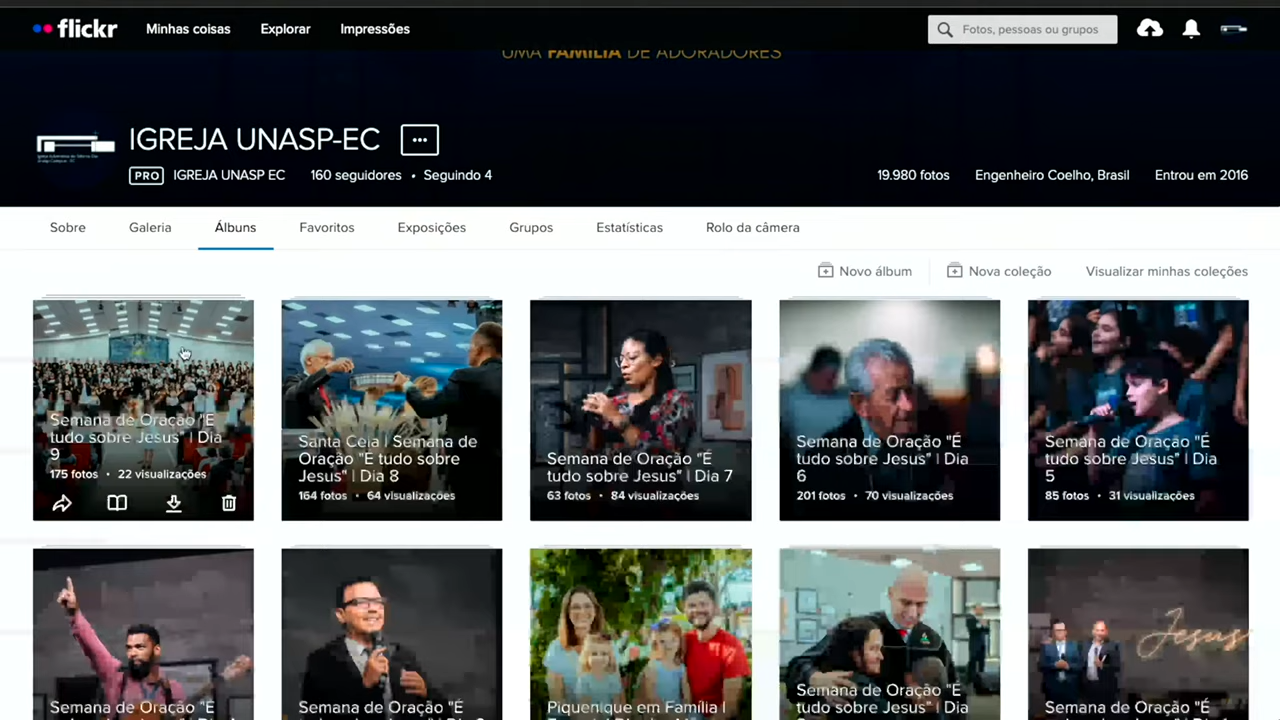 flickr
Minhas coisas
Explorar
Impressões
Fotos, pessoas ou grupos
UMA FAMÍLIA DE ADORADORES
IGREJA UNASP-EC
...
PRO IGREJA UNASP EC 160 seguidores • Seguindo 4
19.980 fotos Engenheiro Coelho, Brasil Entrou em 2016
Sobre Galeria Álbuns Favoritos Exposições Grupos Estatísticas Rolo da câmera
Novo álbum Nova coleção Visualizar minhas coleções
Semana de Oração "É
tudo sobre Jesus" | Dia
9
175 fotos • 22 visualizações
Santa Ceia | Semana de
Oração "É tudo sobre
Jesus" | Dia 8
164 fotos • 64 visualizações
Semana de Oração "É
tudo sobre Jesus" | Dia 7
63 fotos • 84 visualizações
Semana de Oração "É
tudo sobre Jesus" | Dia
6
201 fotos • 70 visualizações
Semana de Oração "É
tudo sobre Jesus" | Dia
5
85 fotos • 31 visualizações
Semana de Oração "É
Semana de Oração "É
Piquenique em Família |
Semana de Oração "É
tudo sobre Jesus" | Dia
Jesus
Semana de Oração "É